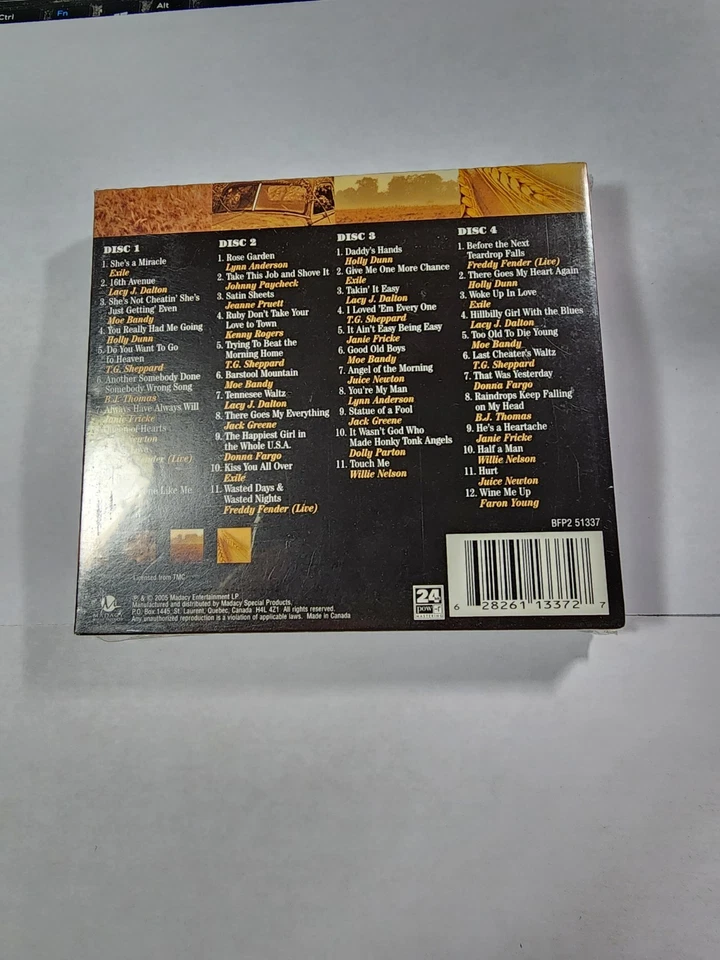 Ctrl
Fn
Alt
DISC 1
1. She's a Miracle
Exile
2. 16th Avenue
Lacy J. Dalton
3. She's Not Cheatin' She's
Just Getting' Even
Moe Bandy
4. You Really Had Me Going
Holly Dunn
5. Do You Want To Go
To Heaven
T.G. Sheppard
6. Another Somebody Done
Somebody Wrong Song
B.J. Thomas
7. Always Have Always Will
Janie Fricke
of Hearts
Newton
(Live)
Like Me
DISC 2
1. Rose Garden
Lynn Anderson
2. Take This Job and Shove It
Johnny Paycheck
3. Satin Sheets
Jeanne Pruett
4. Ruby Don't Take Your
Love to Town
Kenny Rogers
5. Trying To Beat the
Morning Home
T.G. Sheppard
6. Barstool Mountain
Moe Bandy
7. Tennesee Waltz
Lacy J. Dalton
8. There Goes My Everything
Jack Greene
9. The Happiest Girl in
the Whole U.S.A.
Donna Fargo
10. Kiss You All Over
Exile
11. Wasted Days &
Wasted Nights
Freddy Fender (Live)
DISC 3
1. Daddy's Hands
Holly Dunn
2. Give Me One More Chance
Exile
3. Takin' It Easy
Lacy J. Dalton
4. I Loved 'Em Every One
T.G. Sheppard
5. It Ain't Easy Being Easy
Janie Fricke
6. Good Old Boys
Moe Bandy
7. Angel of the Morning
Juice Newton
8. You're My Man
Lynn Anderson
9. Statue of a Fool
Jack Greene
10. It Wasn't God Who
Made Honky Tonk Angels
Dolly Parton
11. Touch Me
Willie Nelson
DISC 4
1. Before the Next
Teardrop Falls
Freddy Fender (Live)
2. There Goes My Heart Again
Holly Dunn
3. Woke Up In Love
Exile
4. Hillbilly Girl With the Blues
Lacy J. Dalton
5. Too Old To Die Young
Moe Bandy
6. Last Cheater's Waltz
T.G. Sheppard
7. That Was Yesterday
Donna Fargo
8. Raindrops Keep Falling
on My Head
B.J. Thomas
9. He's a Heartache
Janie Fricke
10. Half a Man
Willie Nelson
11. Hurt
Juice Newton
12. Wine Me Up
Faron Young
BFP2 51337
Licensed from TMC
℗ & © 2005 Madacy Entertainment LP.
Manufactured and distributed by Madacy Special Products,
P.O. Box 1445, St. Laurent, Quebec, Canada H4L 4Z1 All rights reserved.
Any unauthorized reproduction is a violation of applicable laws. Made in Canada
24
6 28261 13372 7